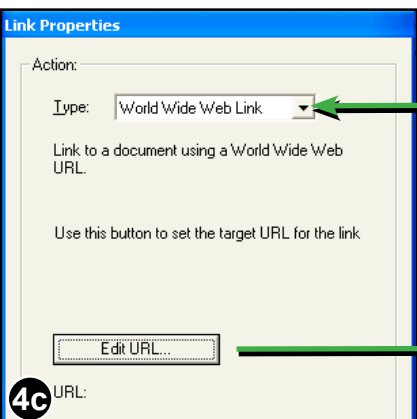 Link Properties
Action:
Type: World Wide Web Link
Link to a document using a World Wide Web
URL.
Use this button to set the target URL for the link
Edit URL...
4c URL: